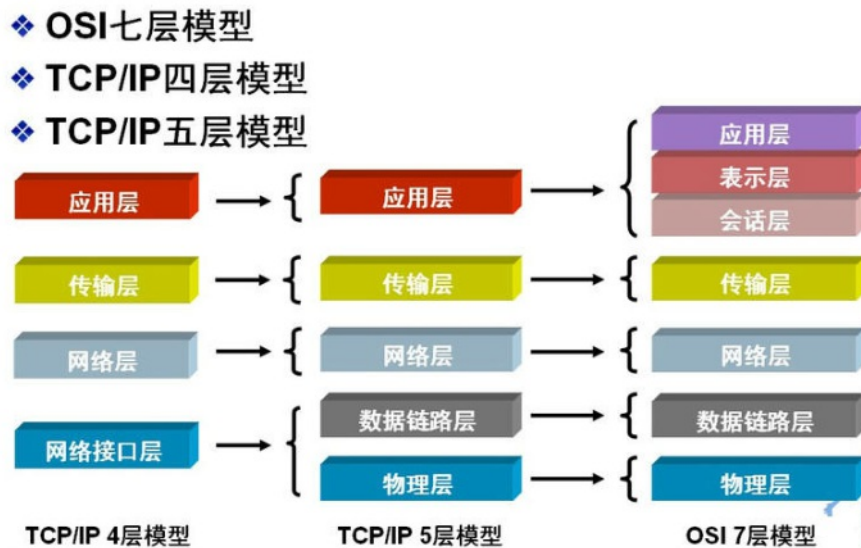 ❖ OSI七层模型
❖ TCP/IP四层模型
❖ TCP/IP五层模型
应用层
传输层
网络层
网络接口层
TCP/IP 4层模型
应用层
传输层
网络层
数据链路层
物理层
TCP/IP 5层模型
应用层
表示层
会话层
传输层
网络层
数据链路层
物理层
OSI 7层模型